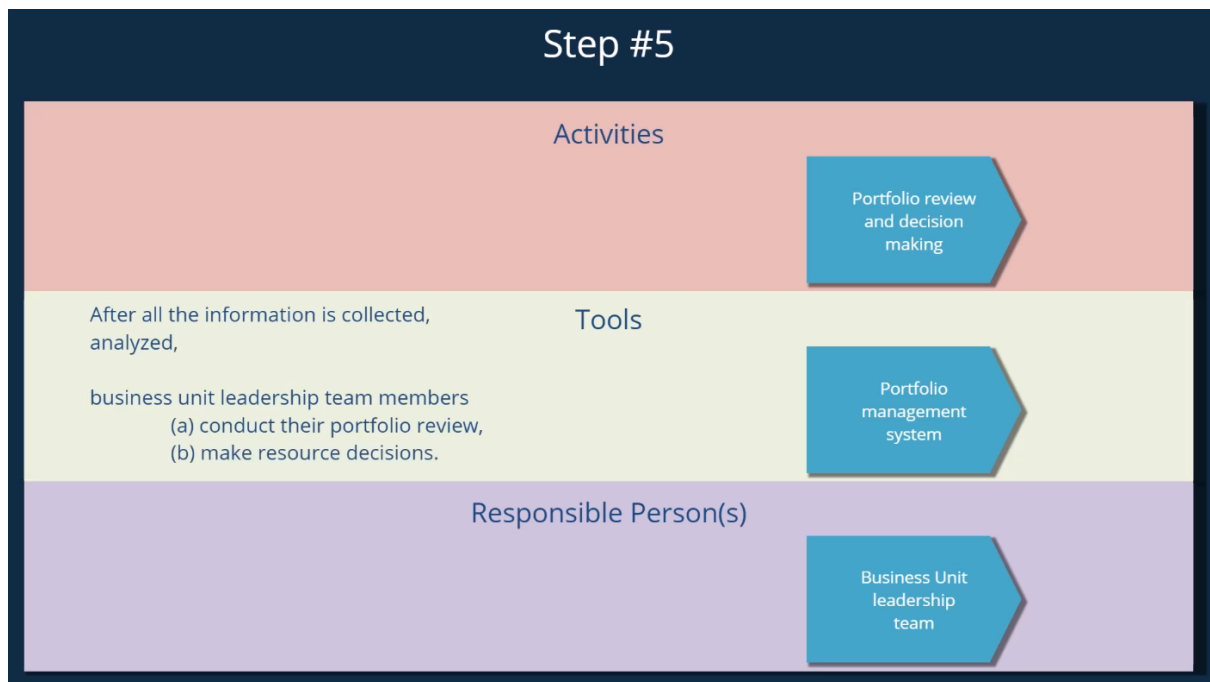 Step #5
Activities
Portfolio review
and decision
making
After all the information is collected,
analyzed,
business unit leadership team members
(a) conduct their portfolio review,
(b) make resource decisions.
Tools
Portfolio
management
system
Responsible Person(s)
Business Unit
leadership
team